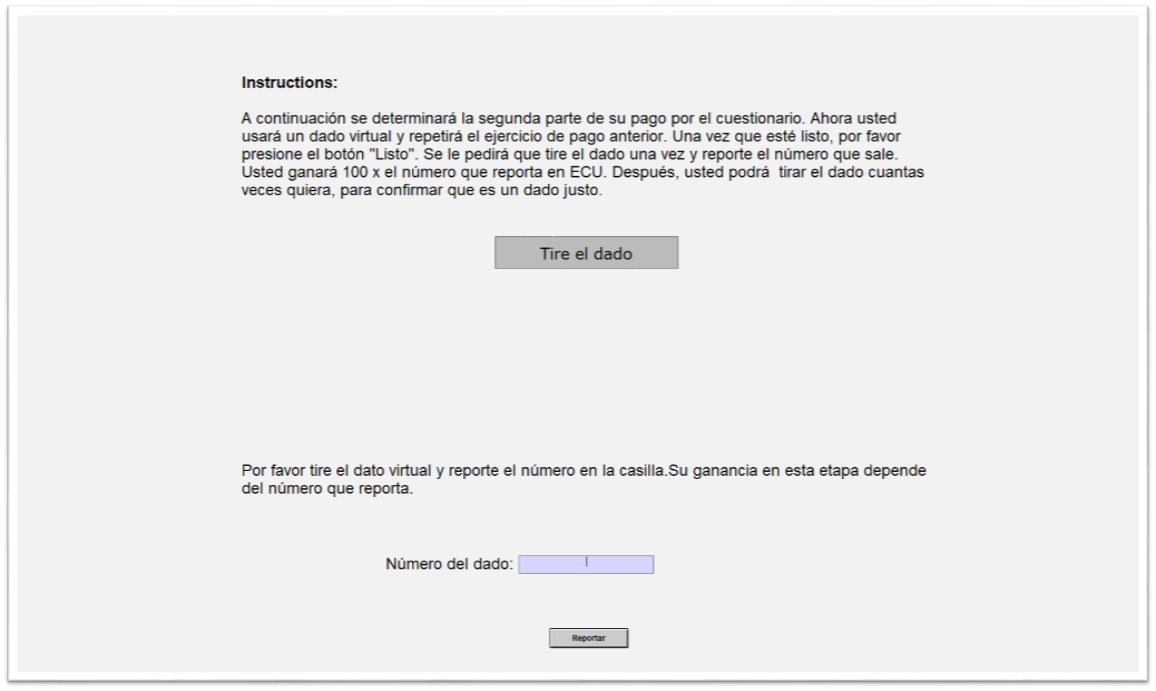 Instructions:
A continuación se determinará la segunda parte de su pago por el cuestionario. Ahora usted
usará un dado virtual y repetirá el ejercicio de pago anterior. Una vez que esté listo, por favor
presione el botón "Listo". Se le pedirá que tire el dado una vez y reporte el número que sale.
Usted ganará 100 x el número que reporta en ECU. Después, usted podrá  tirar el dado cuantas
veces quiera, para confirmar que es un dado justo.
Tire el dado
Por favor tire el dato virtual y reporte el número en la casilla.Su ganancia en esta etapa depende
del número que reporta.
Número del dado:
Reportar